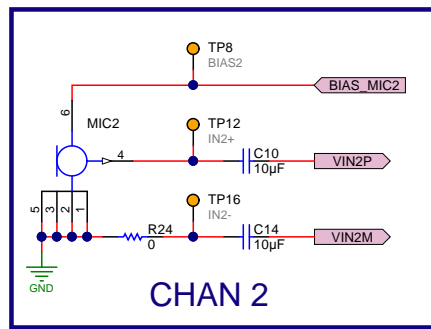 TP8
BIAS2
BIAS_MIC2
6
MIC2
TP12
IN2+
4
C10
10µF
VIN2P
TP16
IN2-
5
3
2
1
R24
0
C14
10µF
VIN2M
GND
CHAN 2